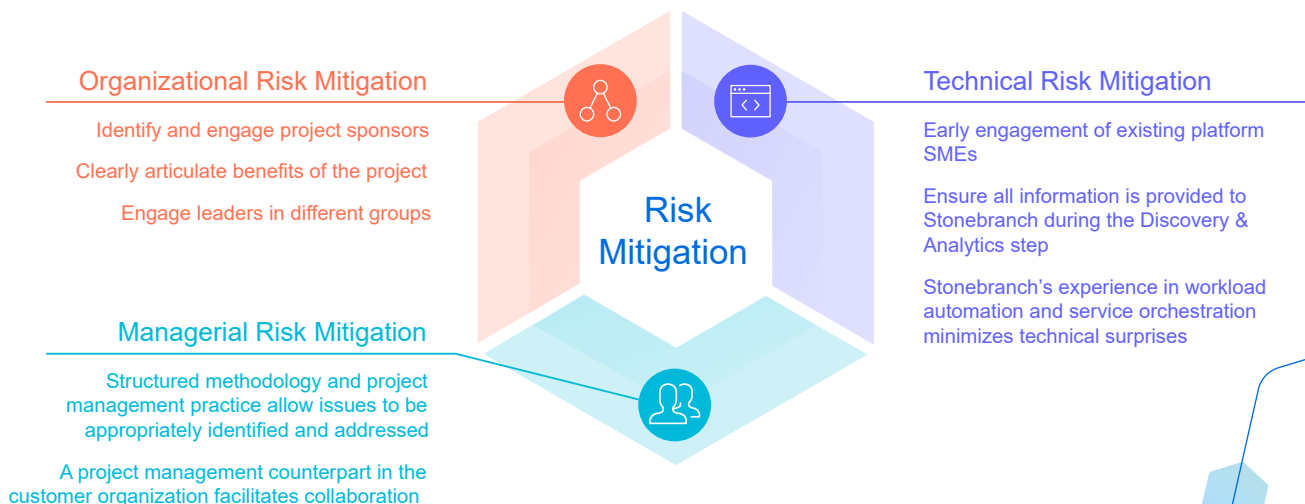 Organizational Risk Mitigation
Identify and engage project sponsors
Clearly articulate benefits of the project
Engage leaders in different groups
Risk
Mitigation
Technical Risk Mitigation
Early engagement of existing platform
SMEs
Ensure all information is provided to
Stonebranch during the Discovery &
Analytics step
Stonebranch’s experience in workload
automation and service orchestration
minimizes technical surprises
Managerial Risk Mitigation
Structured methodology and project
management practice allow issues to be
appropriately identified and addressed
A project management counterpart in the
customer organization facilitates collaboration